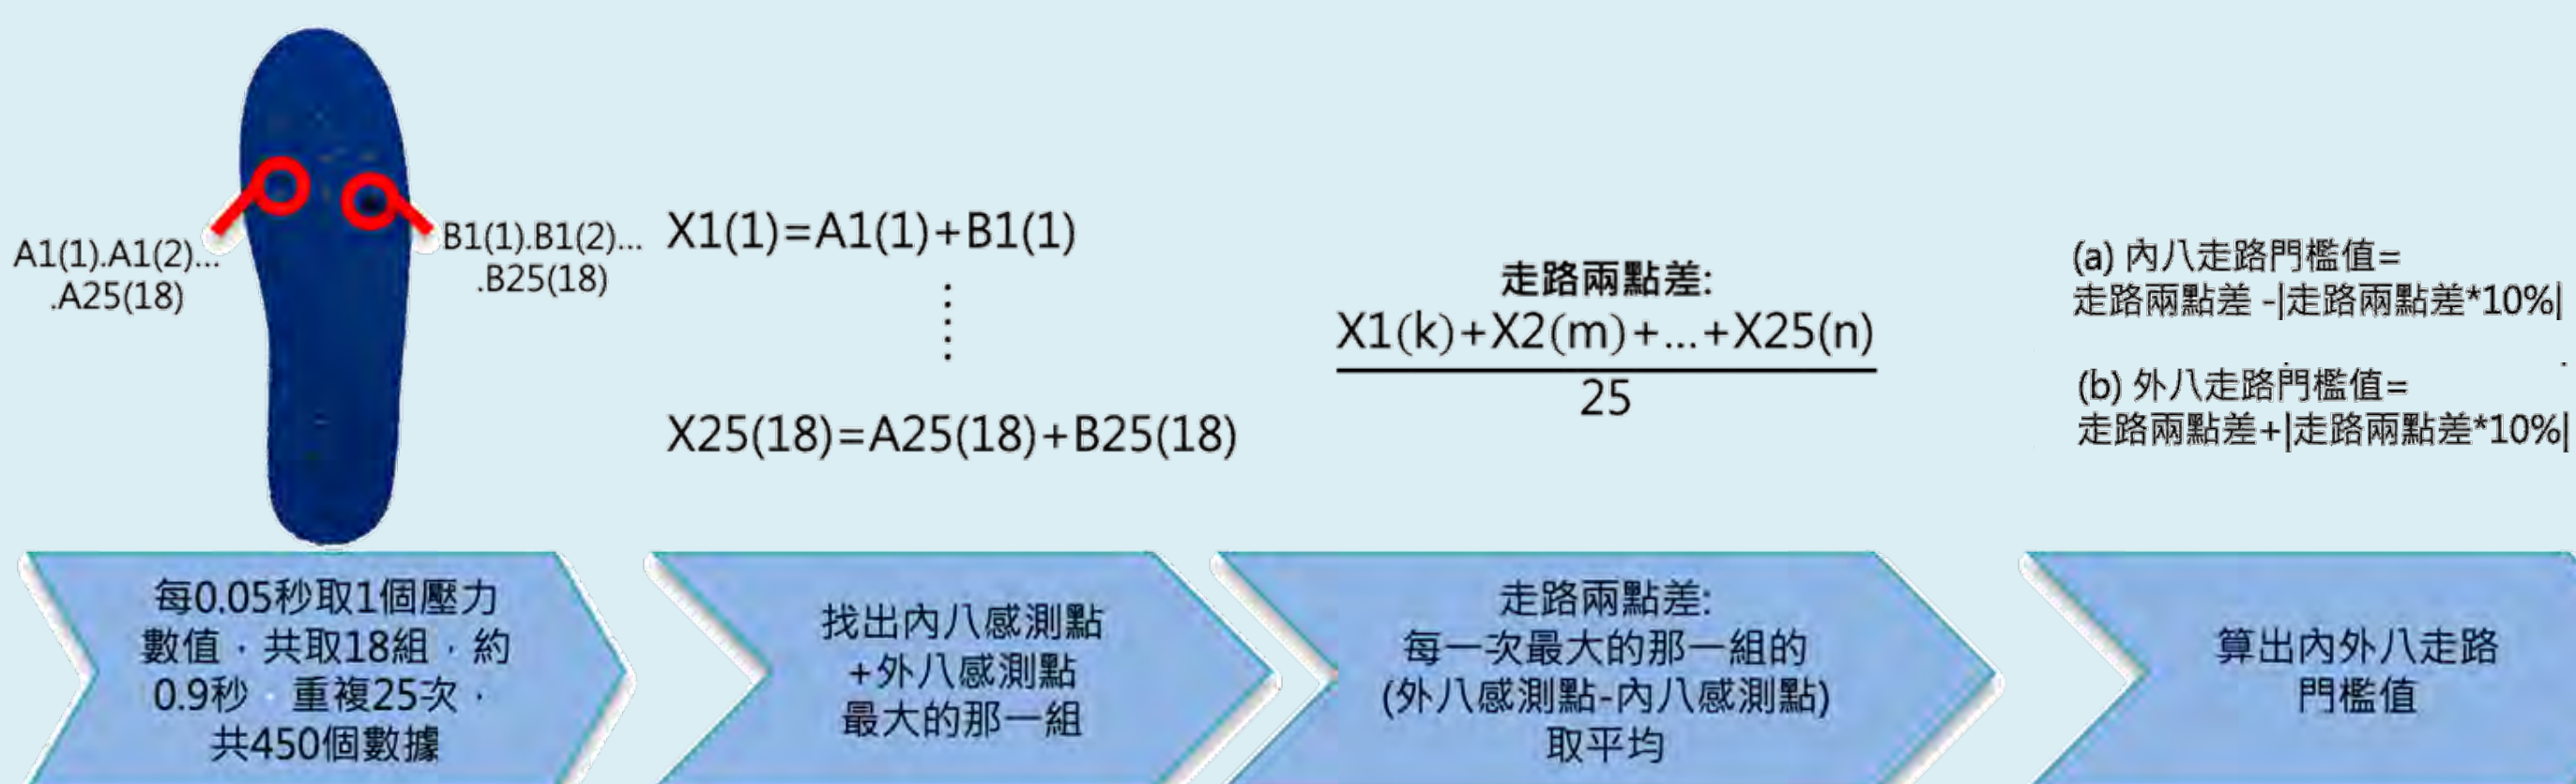 A1(1).A1(2)...
.A25(18)
B1(1).B1(2)...
.B25(18)
X1(1)=A1(1)+B1(1)
⋮
X25(18)=A25(18)+B25(18)
走路兩點差:
X1(k)+X2(m)+...+X25(n)
25
(a) 內八走路門檻值=
走路兩點差 -|走路兩點差*10%|
(b) 外八走路門檻值=
走路兩點差+|走路兩點差*10%|
每0.05秒取1個壓力
數值，共取18組，約
0.9秒，重複25次，
共450個數據
找出內八感測點
+外八感測點
最大的那一組
走路兩點差:
每一次最大的那一組的
(外八感測點-內八感測點)
取平均
算出內外八走路
門檻值